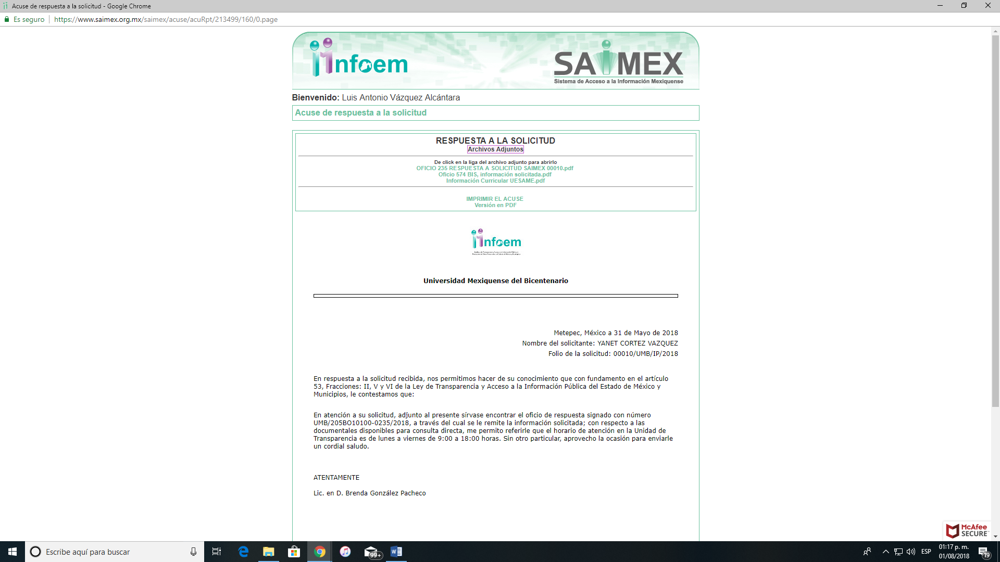 Acuse de respuesta a la solicitud - Google Chrome
Es seguro | https://www.saimex.org.mx/saimex/acuse/acuRpt/213499/160/0.page
infoem
SAIMEX
Sistema de Acceso a la Información Mexiquense
Bienvenido: Luis Antonio Vázquez Alcántara
Acuse de respuesta a la solicitud
RESPUESTA A LA SOLICITUD
Archivos Adjuntos
De click en la liga del archivo adjunto para abrirlo
OFICIO 235 RESPUESTA A SOLICITUD SAIMEX 00010.pdf
Oficio 574 BIS, información solicitada.pdf
Información Curricular UESAME.pdf
IMPRIMIR EL ACUSE
Versión en PDF
infoem
Universidad Mexiquense del Bicentenario
Metepec, México a 31 de Mayo de 2018
Nombre del solicitante: YANET CORTEZ VAZQUEZ
Folio de la solicitud: 00010/UMB/IP/2018
En respuesta a la solicitud recibida, nos permitimos hacer de su conocimiento que con fundamento en el artículo
53, Fracciones: II, V y VI de la Ley de Transparencia y Acceso a la Información Pública del Estado de México y
Municipios, le contestamos que:
En atención a su solicitud, adjunto al presente sírvase encontrar el oficio de respuesta signado con número
UMB/205BO10100-0235/2018, a través del cual se le remite la información solicitada; con respecto a las
documentales disponibles para consulta directa, me permito referirle que el horario de atención en la Unidad de
Transparencia es de lunes a viernes de 9:00 a 18:00 horas. Sin otro particular, aprovecho la ocasión para enviarle
un cordial saludo.
ATENTAMENTE
Lic. en D. Brenda González Pacheco
McAfee
SECURE
Escribe aquí para buscar
99+
ESP
01:17 p. m.
01/08/2018
19